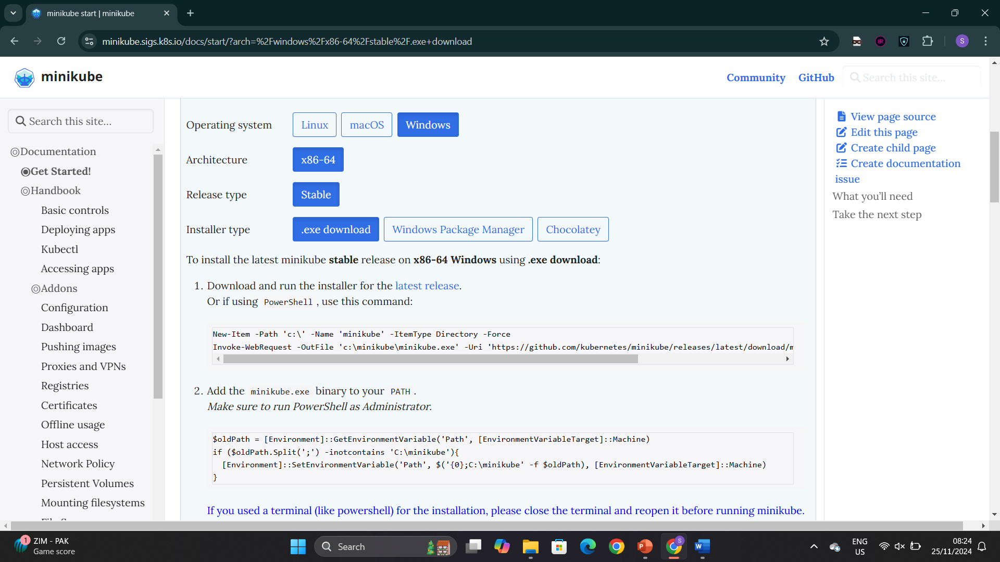 minikube start | minikube
minikube.sigs.k8s.io/docs/start/?arch=%2Fwindows%2Fx86-64%2Fstable%2F.exe+download
BR
S
minikube
Community
GitHub
Search this site...
Search this site...
Documentation
Get Started!
Handbook
Basic controls
Deploying apps
Kubectl
Accessing apps
Addons
Configuration
Dashboard
Pushing images
Proxies and VPNs
Registries
Certificates
Offline usage
Host access
Network Policy
Persistent Volumes
Mounting filesystems
Operating system Linux macOS Windows
Architecture x86-64
Release type Stable
Installer type .exe download Windows Package Manager Chocolatey
To install the latest minikube stable release on x86-64 Windows using .exe download:
1. Download and run the installer for the latest release.
Or if using PowerShell , use this command:
New-Item -Path 'c:\' -Name 'minikube' -ItemType Directory -Force
Invoke-WebRequest -OutFile 'c:\minikube\minikube.exe' -Uri 'https://github.com/kubernetes/minikube/releases/latest/download/m
2. Add the minikube.exe binary to your PATH .
Make sure to run PowerShell as Administrator.
$oldPath = [Environment]::GetEnvironmentVariable('Path', [EnvironmentVariableTarget]::Machine)
if ($oldPath.Split(';') -inotcontains 'C:\minikube'){
[Environment]::SetEnvironmentVariable('Path', $('{0};C:\minikube' -f $oldPath), [EnvironmentVariableTarget]::Machine)
}
If you used a terminal (like powershell) for the installation, please close the terminal and reopen it before running minikube.
View page source
Edit this page
Create child page
Create documentation
issue
What you’ll need
Take the next step
1
ZIM - PAK
Game score
Search
P
S
W
ENG
US
08:24
25/11/2024